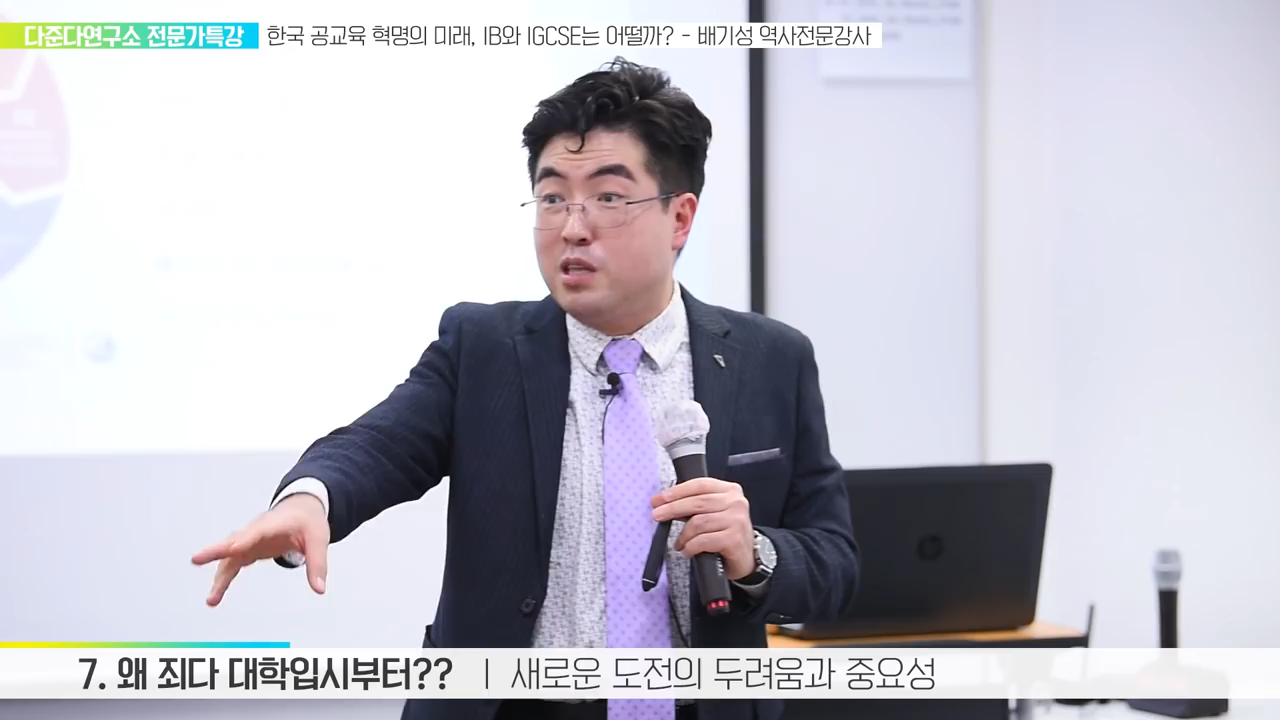 다준다연구소 전문가특강 한국 공교육 혁명의 미래, IB와 IGCSE는 어떨까? - 배기성 역사전문강사
7. 왜 죄다 대학입시부터?? | 새로운 도전의 두려움과 중요성